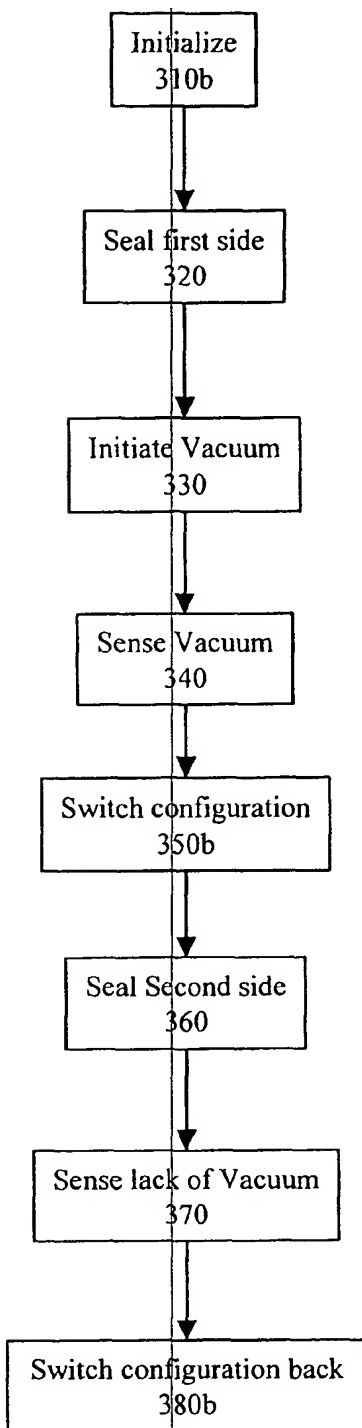 Initialize
310b
Seal first side
320
Initiate Vacuum
330
Sense Vacuum
340
Switch configuration
350b
Seal Second side
360
Sense lack of Vacuum
370
Switch configuration back
380b